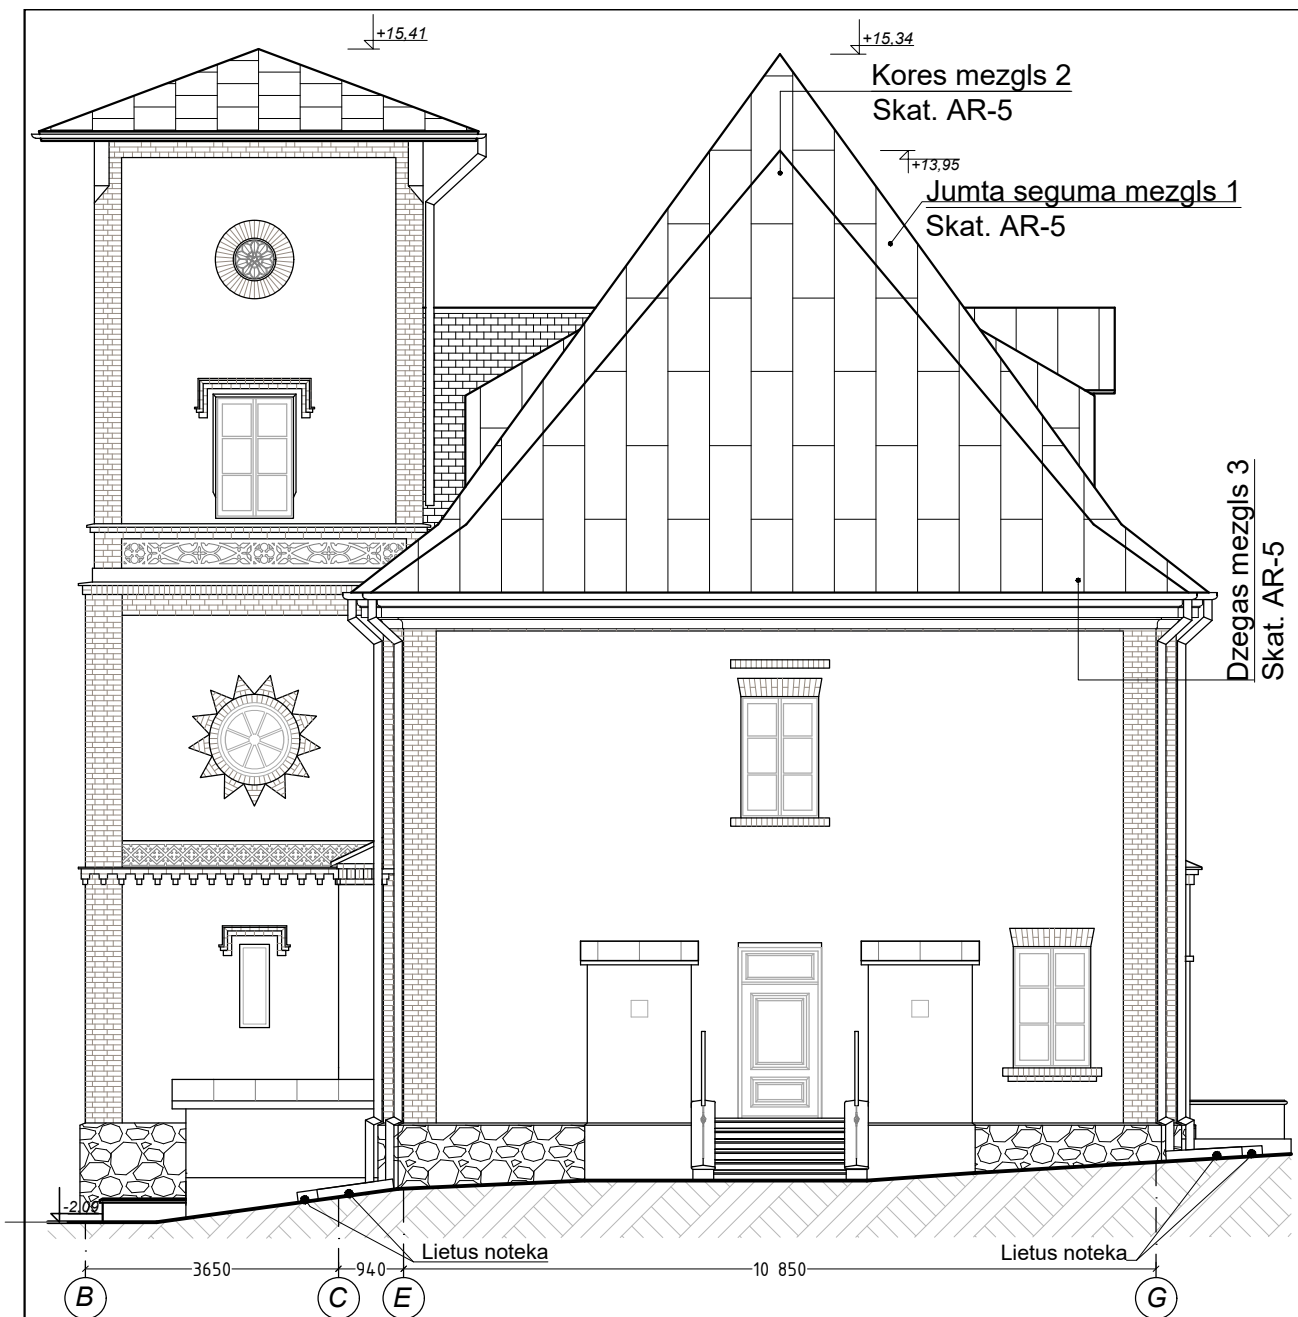 +15,41
+15,34
Kores mezgls 2
Skat. AR-5
+13,95
Jumta seguma mezgls 1
Skat. AR-5
Dzegas mezgls 3
Skat. AR-5
-2,09
Lietus noteka
Lietus noteka
3650
940
10 850
B
C
E
G